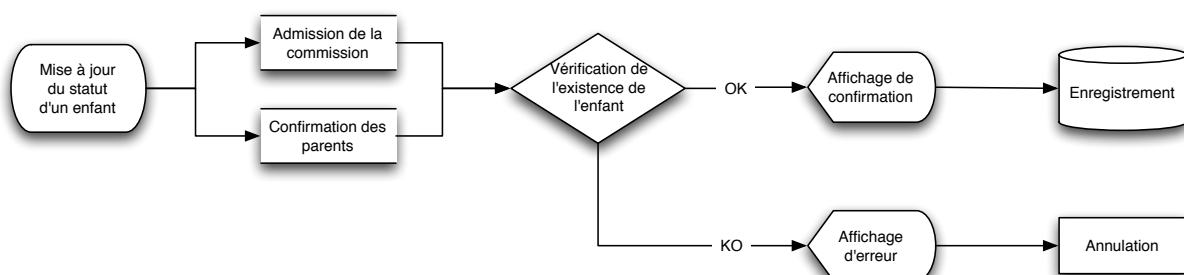 Mise à jour
du statut
d'un enfant
Admission de la
commission
Confirmation des
parents
Vérification de
l'existence de
l'enfant
OK
Affichage de
confirmation
Enregistrement
KO
Affichage
d'erreur
Annulation